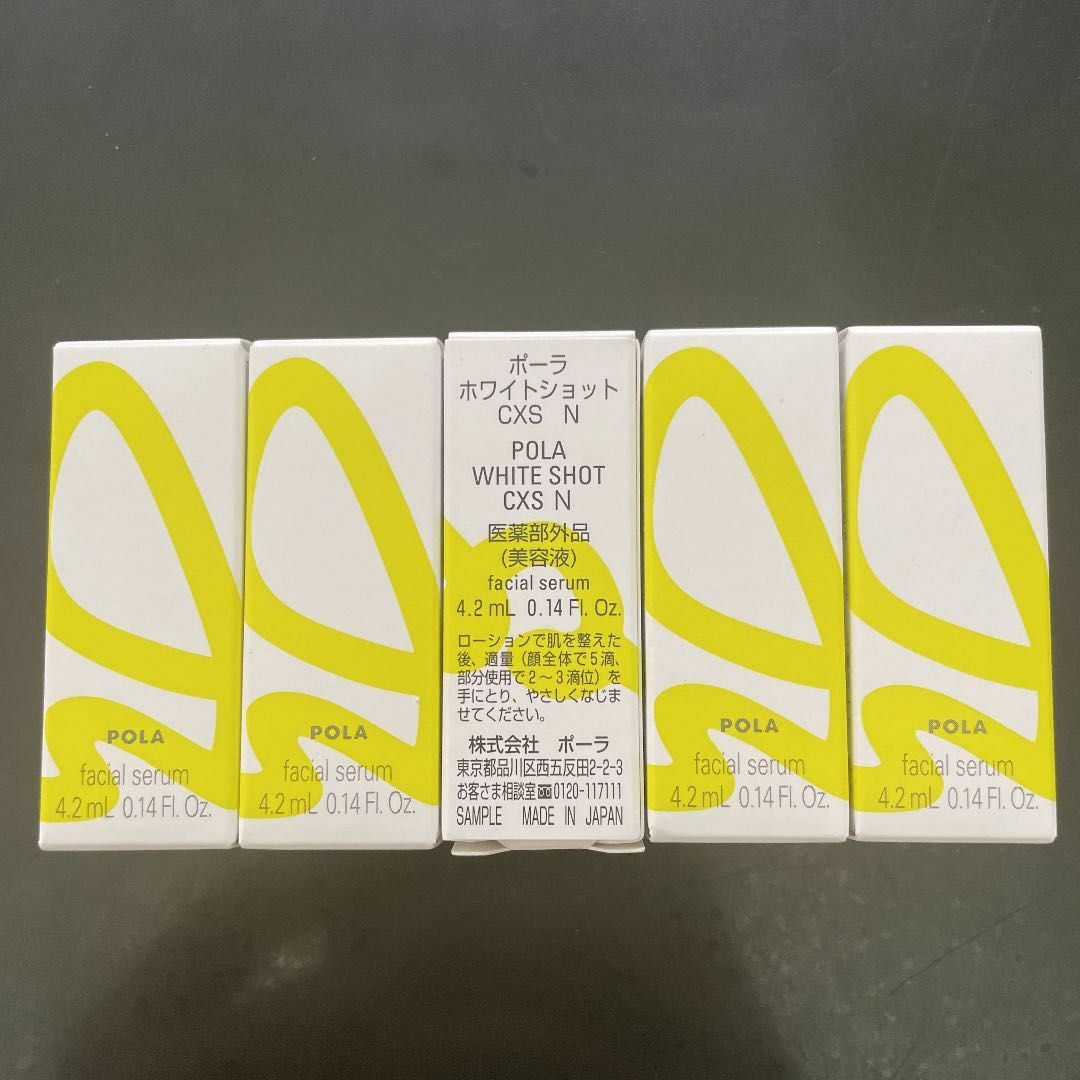 POLA
facial serum
4.2 mL 0.14 Fl. Oz.
POLA
facial serum
4.2 mL 0.14 Fl. Oz.
ポーラ
ホワイトショット
CXS N
POLA
WHITE SHOT
CXS N
医薬部外品
(美容液)
facial serum
4.2 mL 0.14 Fl. Oz.
ローションで肌を整えた
後、適量（顔全体で5滴、
部分使用で2～3滴位）を
手にとり、やさしくなじま
せてください。
株式会社 ポーラ
東京都品川区西五反田2-2-3
お客さま相談室 0120-117111
SAMPLE MADE IN JAPAN
POLA
facial serum
4.2 mL 0.14 Fl. Oz.
POLA
facial serum
4.2 mL 0.14 Fl. Oz.